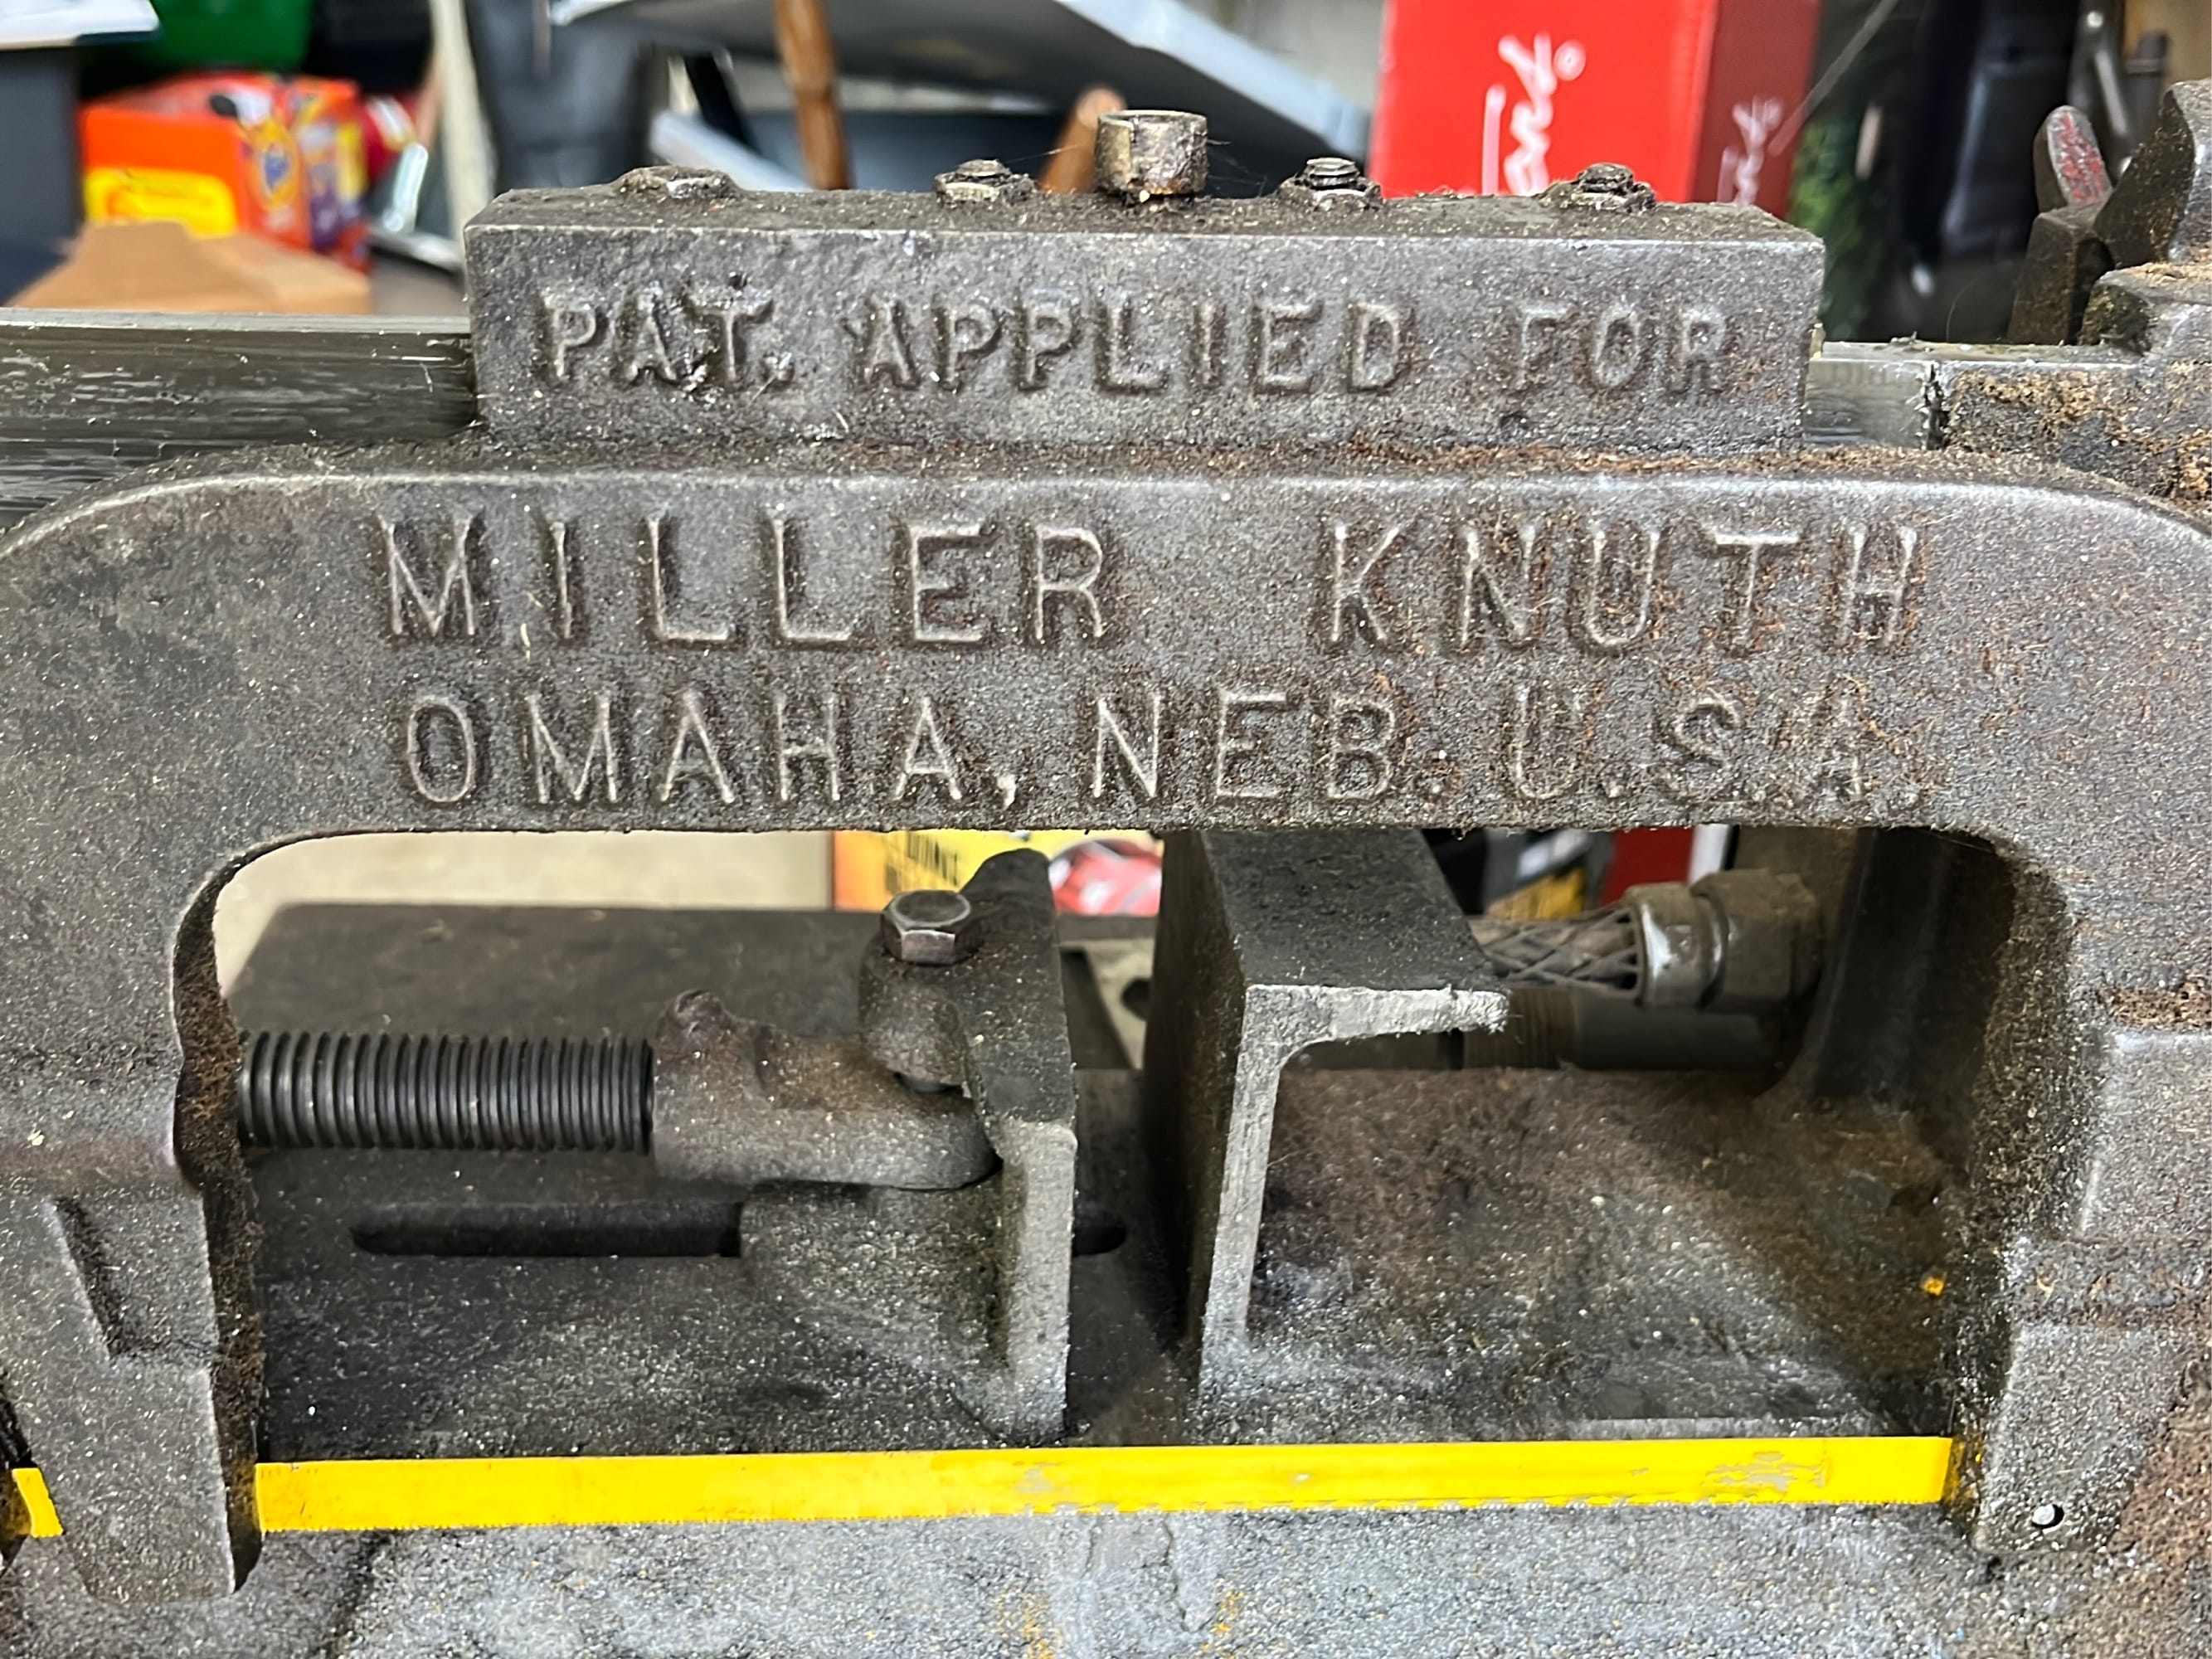 PAT. APPLIED FOR
MILLER KNUTH
OMAHA, NEB. U.S.A.